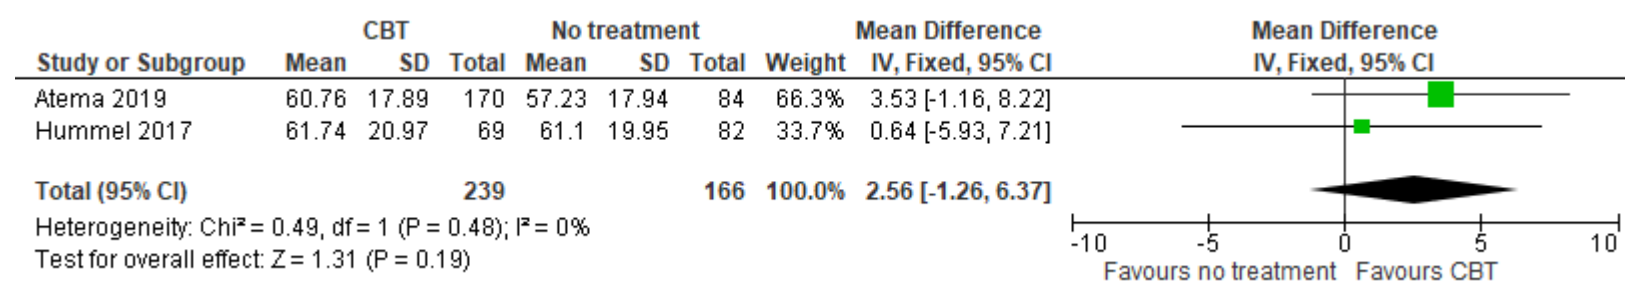 CBT No treatment Mean Difference Mean Difference
Study or Subgroup Mean SD Total Mean SD Total Weight IV, Fixed, 95% CI IV, Fixed, 95% CI
Atema 2019 60.76 17.89 170 57.23 17.94 84 66.3% 3.53 [-1.16, 8.22]
Hummel 2017 61.74 20.97 69 61.1 19.95 82 33.7% 0.64 [-5.93, 7.21]
Total (95% CI) 239 166 100.0% 2.56 [-1.26, 6.37]
Heterogeneity: Chi² = 0.49, df = 1 (P = 0.48); I² = 0%
Test for overall effect: Z = 1.31 (P = 0.19)
-10 -5 0 5 10
Favours no treatment Favours CBT